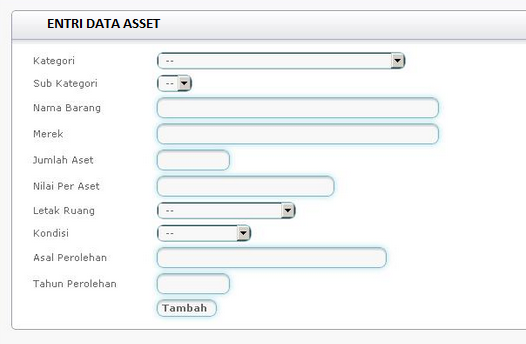 ENTRI DATA ASSET
Kategori --
Sub Kategori --
Nama Barang
Merek
Jumlah Aset
Nilai Per Aset
Letak Ruang --
Kondisi --
Asal Perolehan
Tahun Perolehan
Tambah